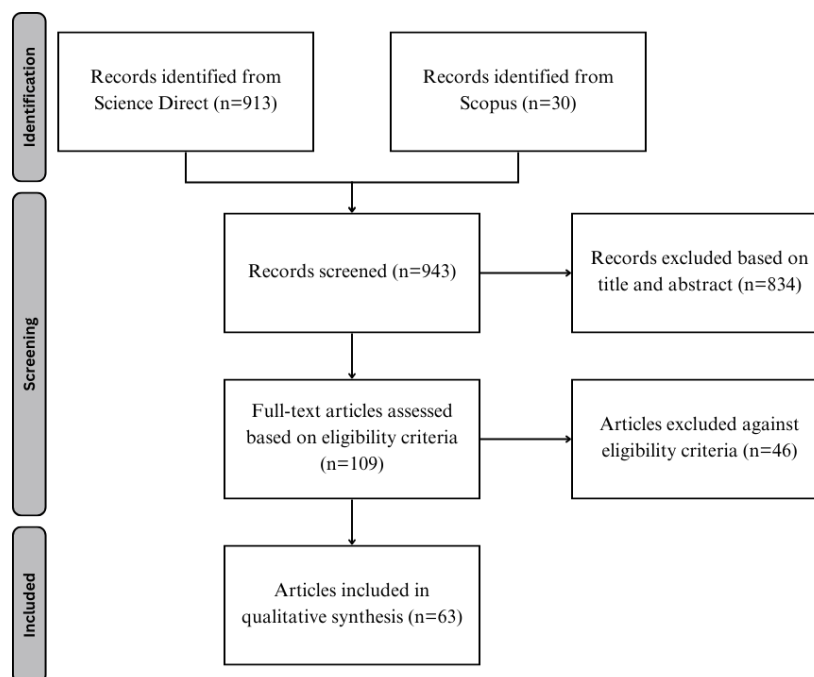 Identification
Records identified from
Science Direct (n=913)
Records identified from
Scopus (n=30)
Screening
Records screened (n=943)
Records excluded based on
title and abstract (n=834)
Full-text articles assessed
based on eligibility criteria
(n=109)
Articles excluded against
eligibility criteria (n=46)
Included
Articles included in
qualitative synthesis (n=63)